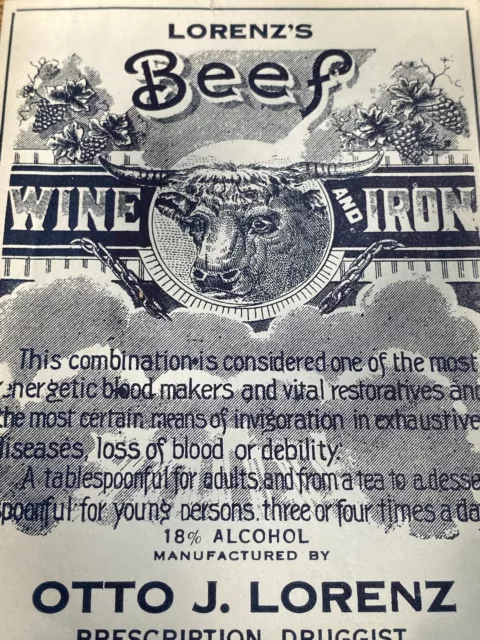 LORENZ'S
Beef
WINE AND IRON
This combination is considered one of the most
energetic blood makers and vital restoratives and
the most certain means of invigoration in exhaustive
diseases, loss of blood or debility.
A tablespoonful for adults, and from a tea to a desse
spoonful for young persons, three or four times a da
18% ALCOHOL
MANUFACTURED BY
OTTO J. LORENZ
PRESCRIPTION DRUGGIST